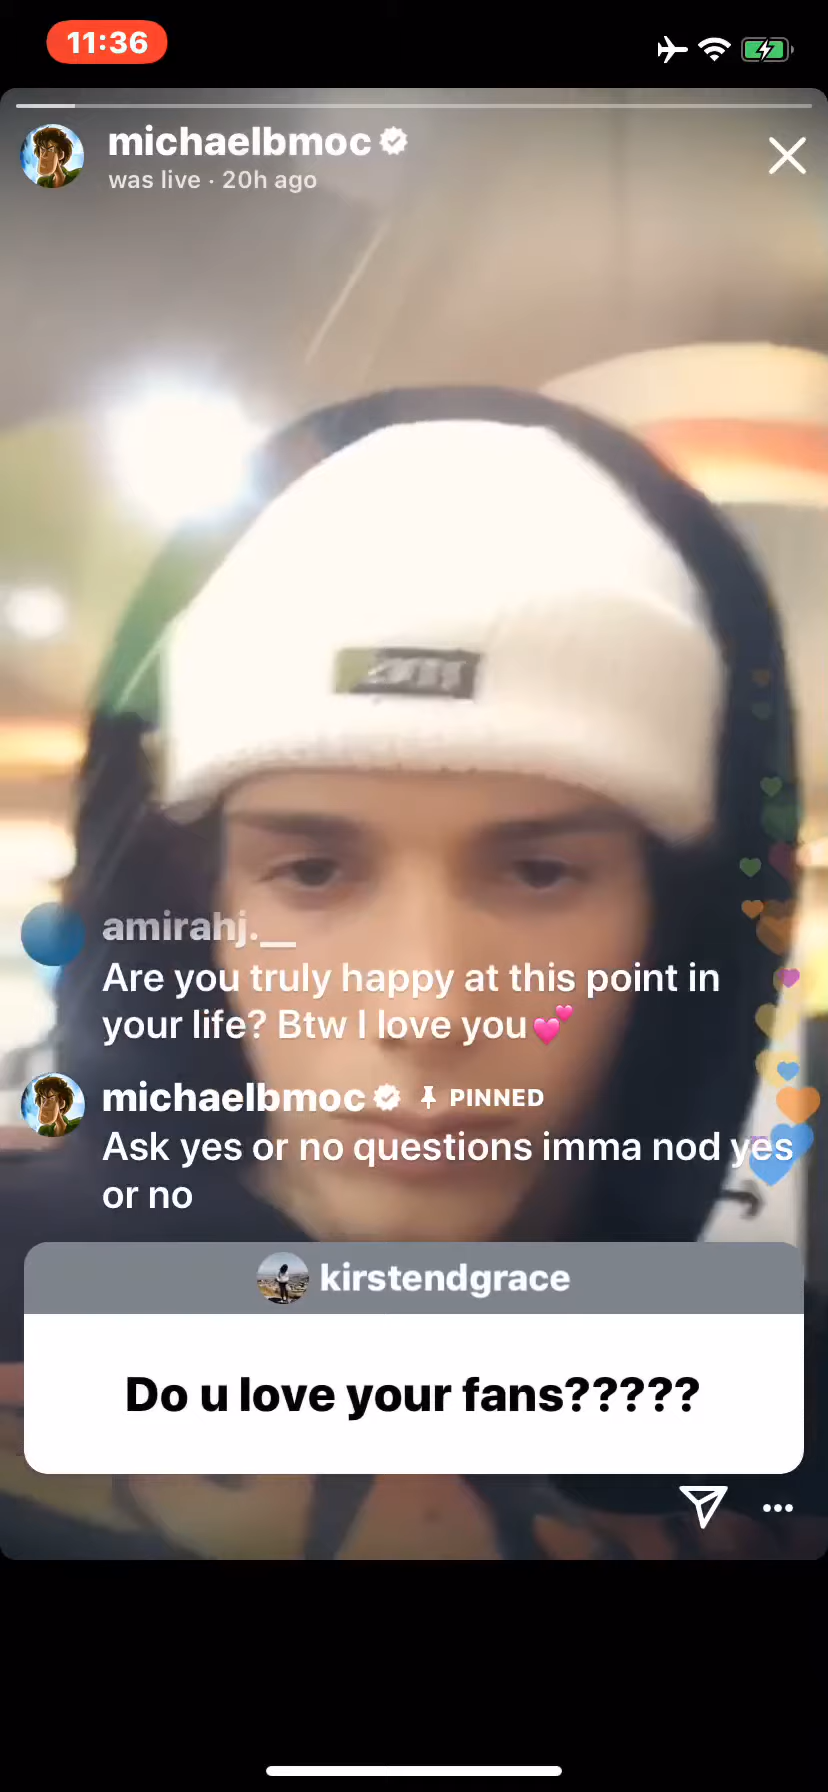 11:36
michaelbmoc
was live · 20h ago
amirahj.__
Are you truly happy at this point in
your life? Btw I love you💕
michaelbmoc PINNED
Ask yes or no questions imma nod yes
or no
kirstendgrace
Do u love your fans?????